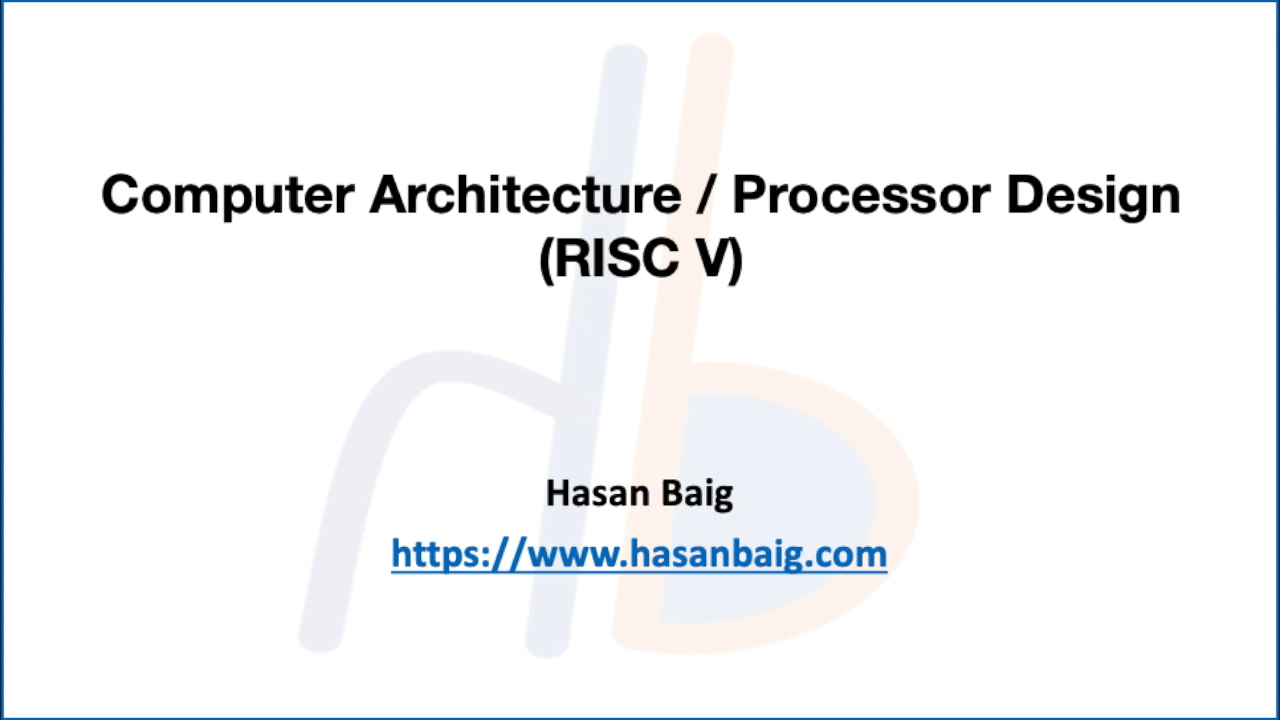 Computer Architecture / Processor Design
(RISC V)
Hasan Baig
https://www.hasanbaig.com